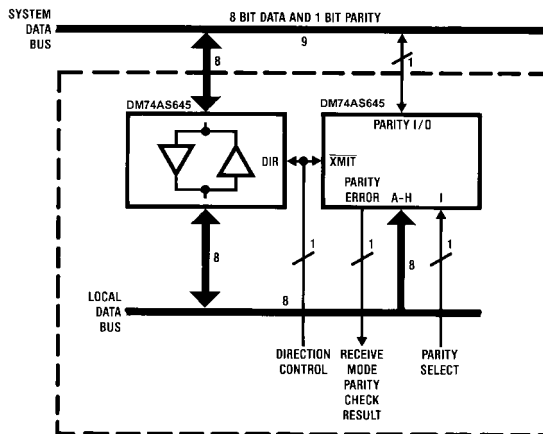 SYSTEM
DATA
BUS
8 BIT DATA AND 1 BIT PARITY
9
8
1
DM74AS645
DM74AS645
PARITY I/O
DIR
XMIT
PARITY
ERROR
A-H
I
8
1
1
8
1
LOCAL
DATA
BUS
8
DIRECTION
CONTROL
RECEIVE
MODE
PARITY
CHECK
RESULT
PARITY
SELECT